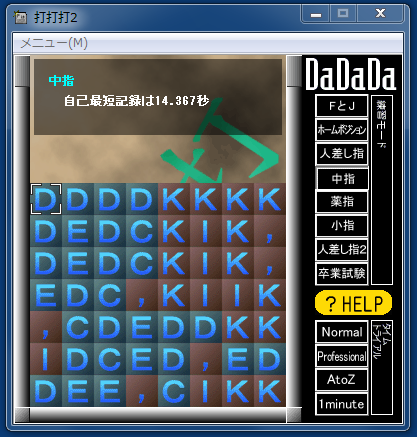 打打打2
メニュー(M)
中指
自己最短記録は14.367秒
打
D D D D K K K K
D E D C K I K ,
D E D C K I K ,
E D C , K I I K
, C D E D D K K
I D C E D , E D
D E E , C I K K
DaDaDa
FとJ
ホームポジション
人差し指
中指
薬指
小指
人差し指2
卒業試験
練習モード
?HELP
Normal
Professional
AtoZ
1minute
タイム
トライアル